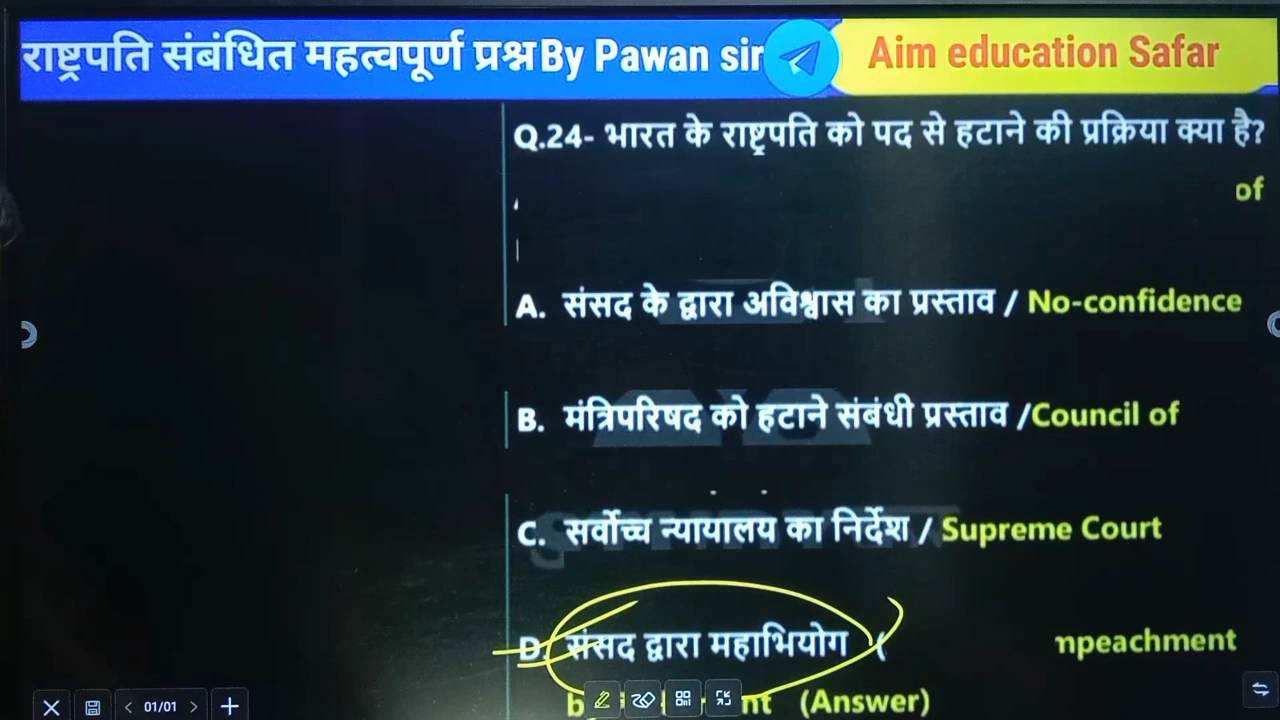 राष्ट्रपति संबंधित महत्वपूर्ण प्रश्न By Pawan sir
Aim education Safar
Q.24- भारत के राष्ट्रपति को पद से हटाने की प्रक्रिया क्या है?
of
A. संसद के द्वारा अविश्वास का प्रस्ताव / No-confidence
B. मंत्रिपरिषद को हटाने संबंधी प्रस्ताव /Council of
C. सर्वोच्च न्यायालय का निर्देश / Supreme Court
D. संसद द्वारा महाभियोग ( mpeachment
(Answer)
01/01